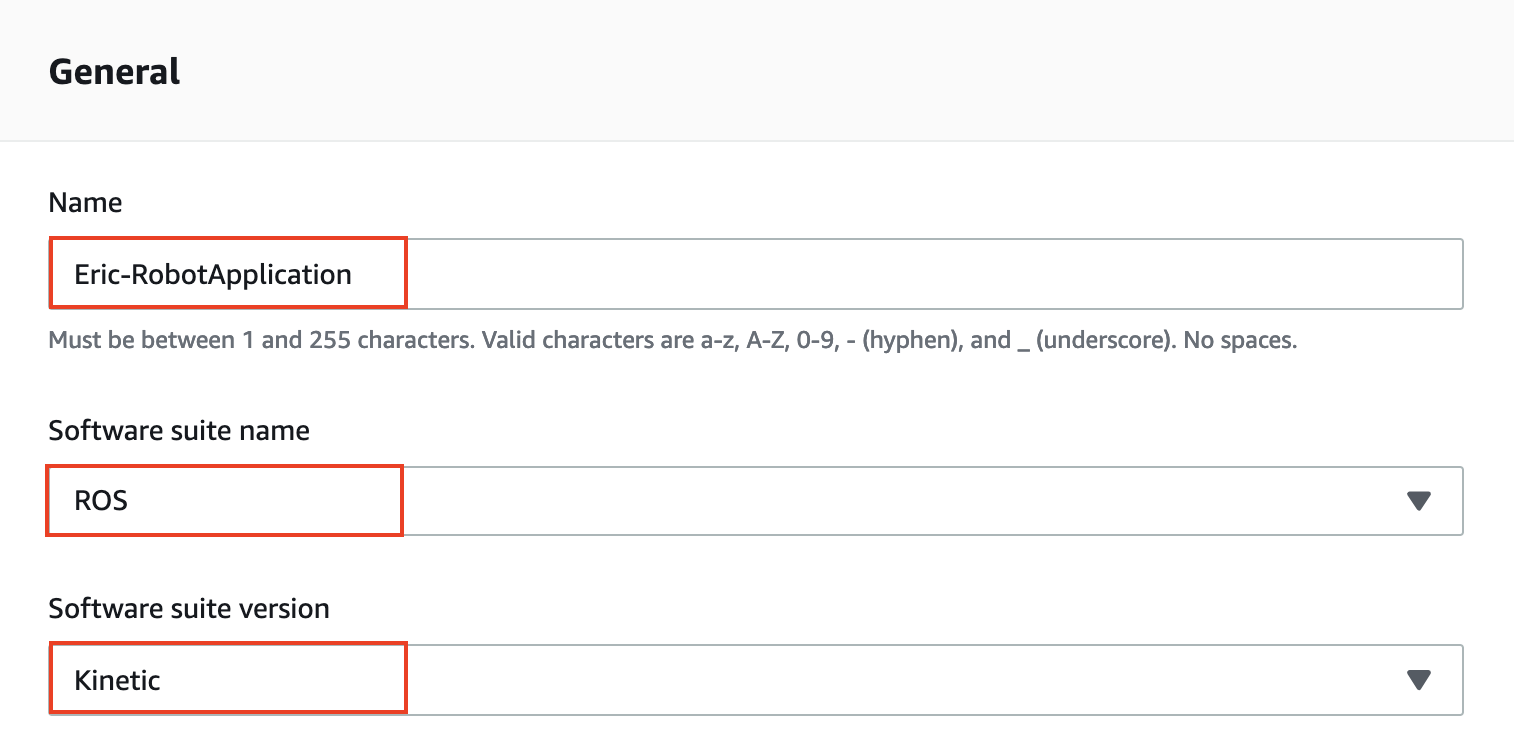 General
Name
Eric-RobotApplication
Must be between 1 and 255 characters. Valid characters are a-z, A-Z, 0-9, - (hyphen), and _ (underscore). No spaces.
Software suite name
ROS
Software suite version
Kinetic